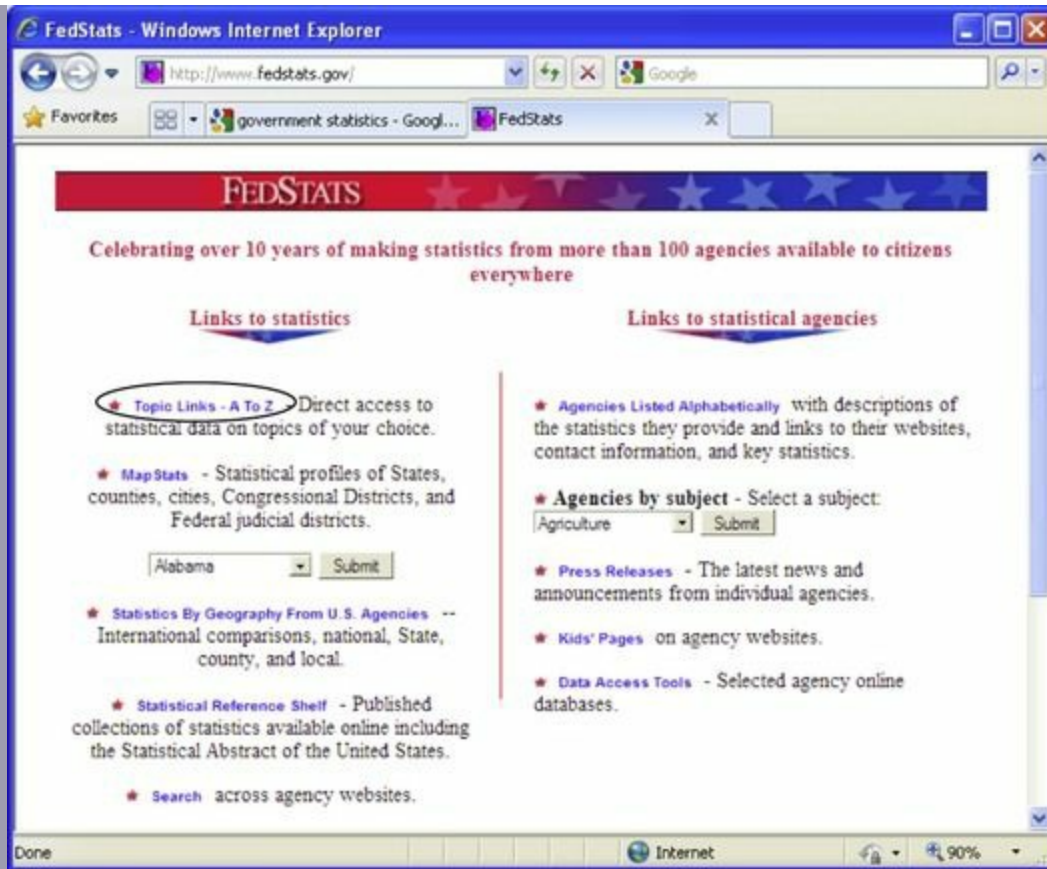 FedStats - Windows Internet Explorer
http://www.fedstats.gov/
Google
Favorites
government statistics - Googl...
FedStats
FEDSTATS
Celebrating over 10 years of making statistics from more than 100 agencies available to citizens
everywhere
Links to statistics
Topic Links - A To Z - Direct access to
statistical data on topics of your choice.
MapStats - Statistical profiles of States,
counties, cities, Congressional Districts, and
Federal judicial districts.
Alabama
Submit
Statistics By Geography From U.S. Agencies --
International comparisons, national, State,
county, and local.
Statistical Reference Shelf - Published
collections of statistics available online including
the Statistical Abstract of the United States.
Search across agency websites.
Links to statistical agencies
Agencies Listed Alphabetically with descriptions of
the statistics they provide and links to their websites,
contact information, and key statistics.
Agencies by subject - Select a subject:
Agriculture
Submit
Press Releases - The latest news and
announcements from individual agencies.
Kids' Pages on agency websites.
Data Access Tools - Selected agency online
databases.
Done
Internet
90%